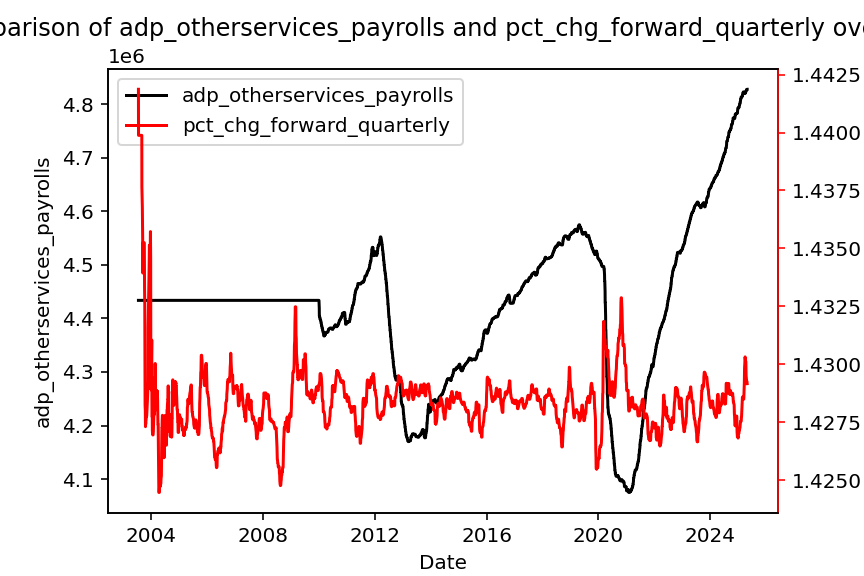 parison of adp_otherservices_payrolls and pct_chg_forward_quarterly ov
1e6
adp_otherservices_payrolls
pct_chg_forward_quarterly
4.8
4.7
4.6
4.5
4.4
4.3
4.2
4.1
adp_otherservices_payrolls
1.4425
1.4400
1.4375
1.4350
1.4325
1.4300
1.4275
1.4250
2004 2008 2012 2016 2020 2024
Date